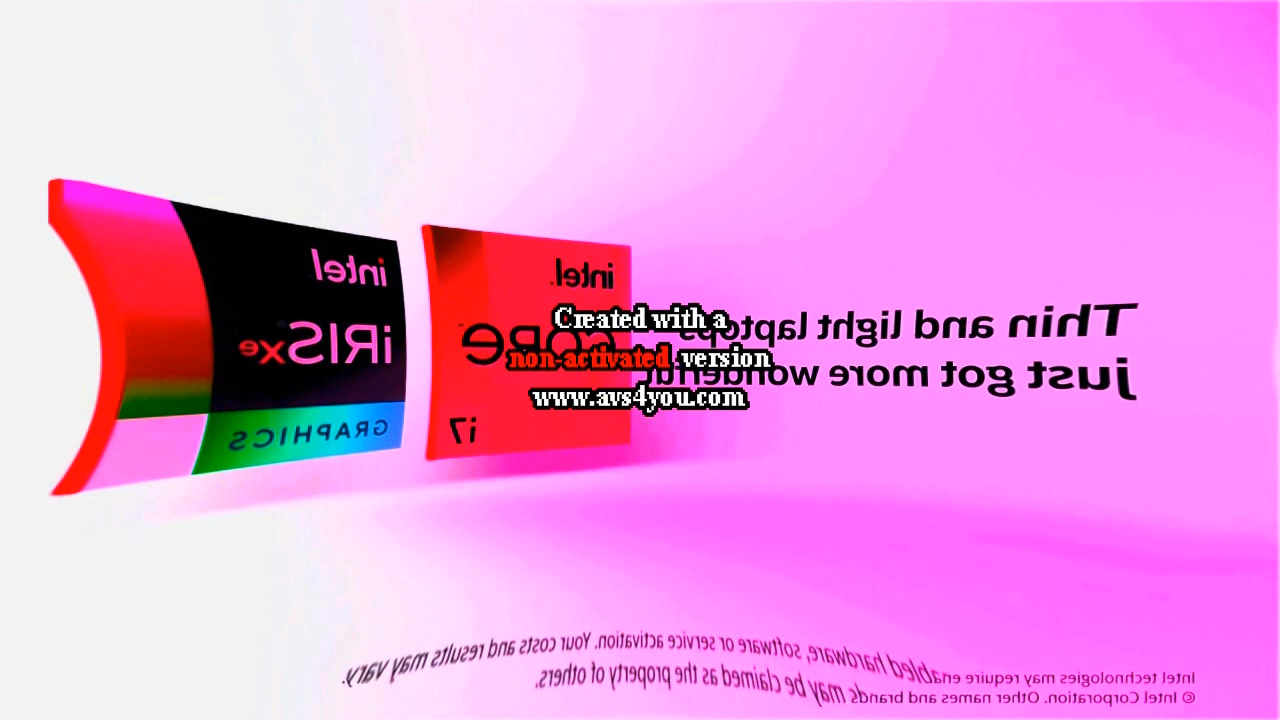 intel
iRISxe
GRAPHICS
intel.
CORE
i7
Thin and light laptops
just got more wonderful
Created with a
non-activated version
www.avs4you.com
Intel technologies may require enabled hardware, software or service activation. Your costs and results may vary.
© Intel Corporation. Other names and brands may be claimed as the property of others.